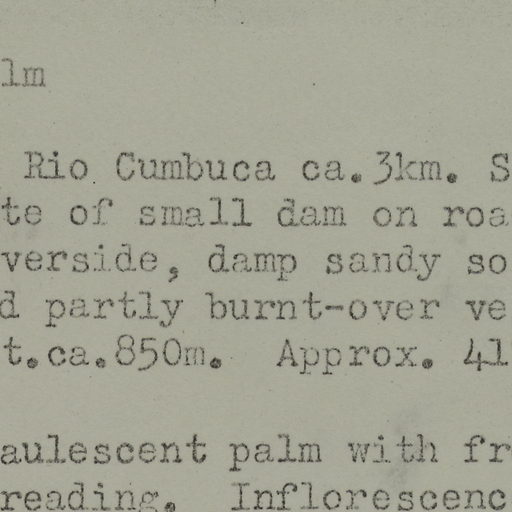 lm
Rio Cumbuca ca.3km. S
te of small dam on roa
verside, damp sandy so
d partly burnt-over ve
t.ca.850m. Approx. 41
aulescent palm with fr
reading. Inflorescenc